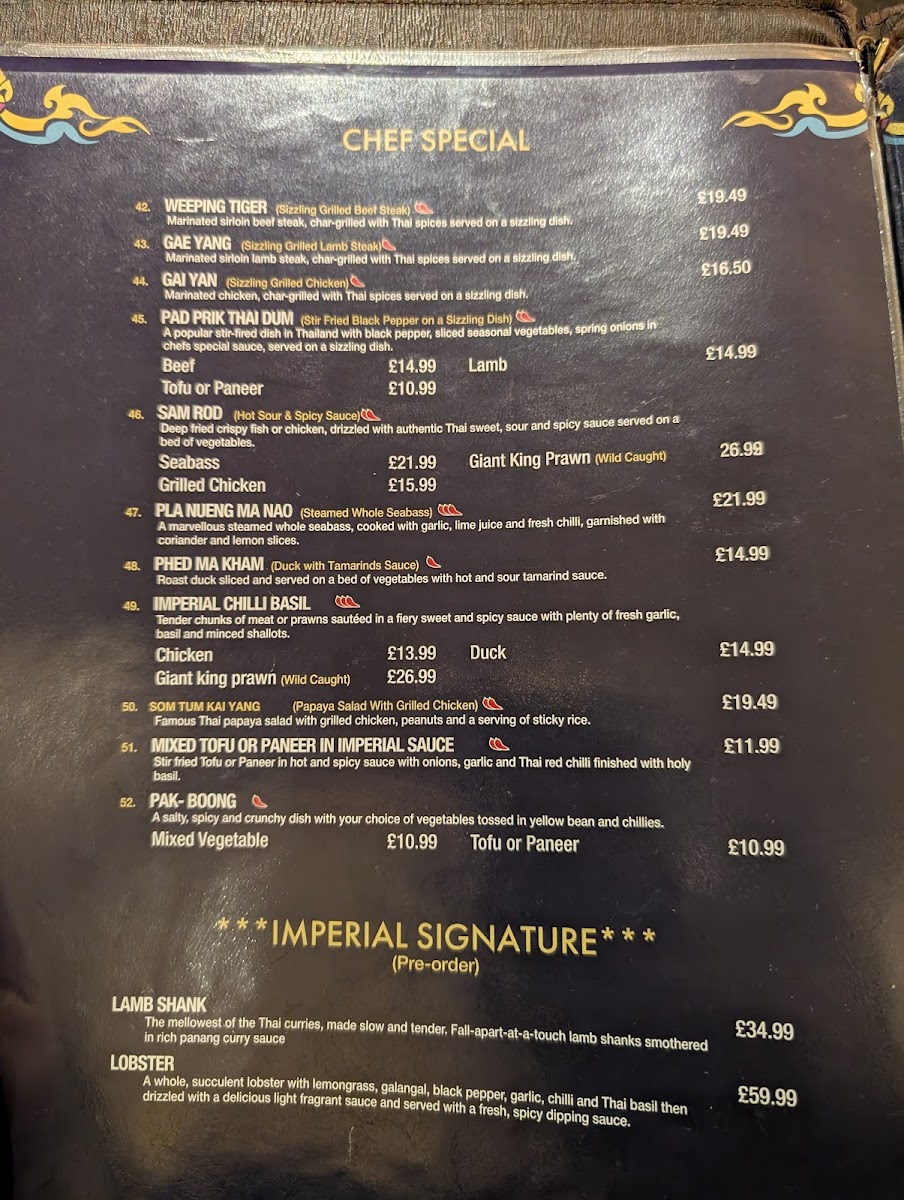 CHEF SPECIAL
42. WEEPING TIGER (Sizzling Grilled Beef Steak) £19.49
Marinated sirloin beef steak, char-grilled with Thai spices served on a sizzling dish.
43. GAE YANG (Sizzling Grilled Lamb Steak) £19.49
Marinated sirloin lamb steak, char-grilled with Thai spices served on a sizzling dish.
44. GAI YAN (Sizzling Grilled Chicken) £16.50
Marinated chicken, char-grilled with Thai spices served on a sizzling dish.
45. PAD PRIK THAI DUM (Stir Fried Black Pepper on a Sizzling Dish)
A popular stir-fired dish in Thailand with black pepper, sliced seasonal vegetables, spring onions in
chefs special sauce, served on a sizzling dish.
Beef £14.99 Lamb £14.99
Tofu or Paneer £10.99
46. SAM ROD (Hot Sour & Spicy Sauce)
Deep fried crispy fish or chicken, drizzled with authentic Thai sweet, sour and spicy sauce served on a
bed of vegetables.
Seabass £21.99 Giant King Prawn (Wild Caught) 26.99
Grilled Chicken £15.99
47. PLA NUENG MA NAO (Steamed Whole Seabass) £21.99
A marvellous steamed whole seabass, cooked with garlic, lime juice and fresh chilli, garnished with
coriander and lemon slices.
48. PHED MA KHAM (Duck with Tamarinds Sauce) £14.99
Roast duck sliced and served on a bed of vegetables with hot and sour tamarind sauce.
49. IMPERIAL CHILLI BASIL
Tender chunks of meat or prawns sautéed in a fiery sweet and spicy sauce with plenty of fresh garlic,
basil and minced shallots.
Chicken £13.99 Duck £14.99
Giant king prawn (Wild Caught) £26.99
50. SOM TUM KAI YANG (Papaya Salad With Grilled Chicken) £19.49
Famous Thai papaya salad with grilled chicken, peanuts and a serving of sticky rice.
51. MIXED TOFU OR PANEER IN IMPERIAL SAUCE £11.99
Stir fried Tofu or Paneer in hot and spicy sauce with onions, garlic and Thai red chilli finished with holy
basil.
52. PAK- BOONG
A salty, spicy and crunchy dish with your choice of vegetables tossed in yellow bean and chillies.
Mixed Vegetable £10.99 Tofu or Paneer £10.99
***IMPERIAL SIGNATURE***
(Pre-order)
LAMB SHANK
The mellowest of the Thai curries, made slow and tender. Fall-apart-at-a-touch lamb shanks smothered £34.99
in rich panang curry sauce
LOBSTER
A whole, succulent lobster with lemongrass, galangal, black pepper, garlic, chilli and Thai basil then £59.99
drizzled with a delicious light fragrant sauce and served with a fresh, spicy dipping sauce.